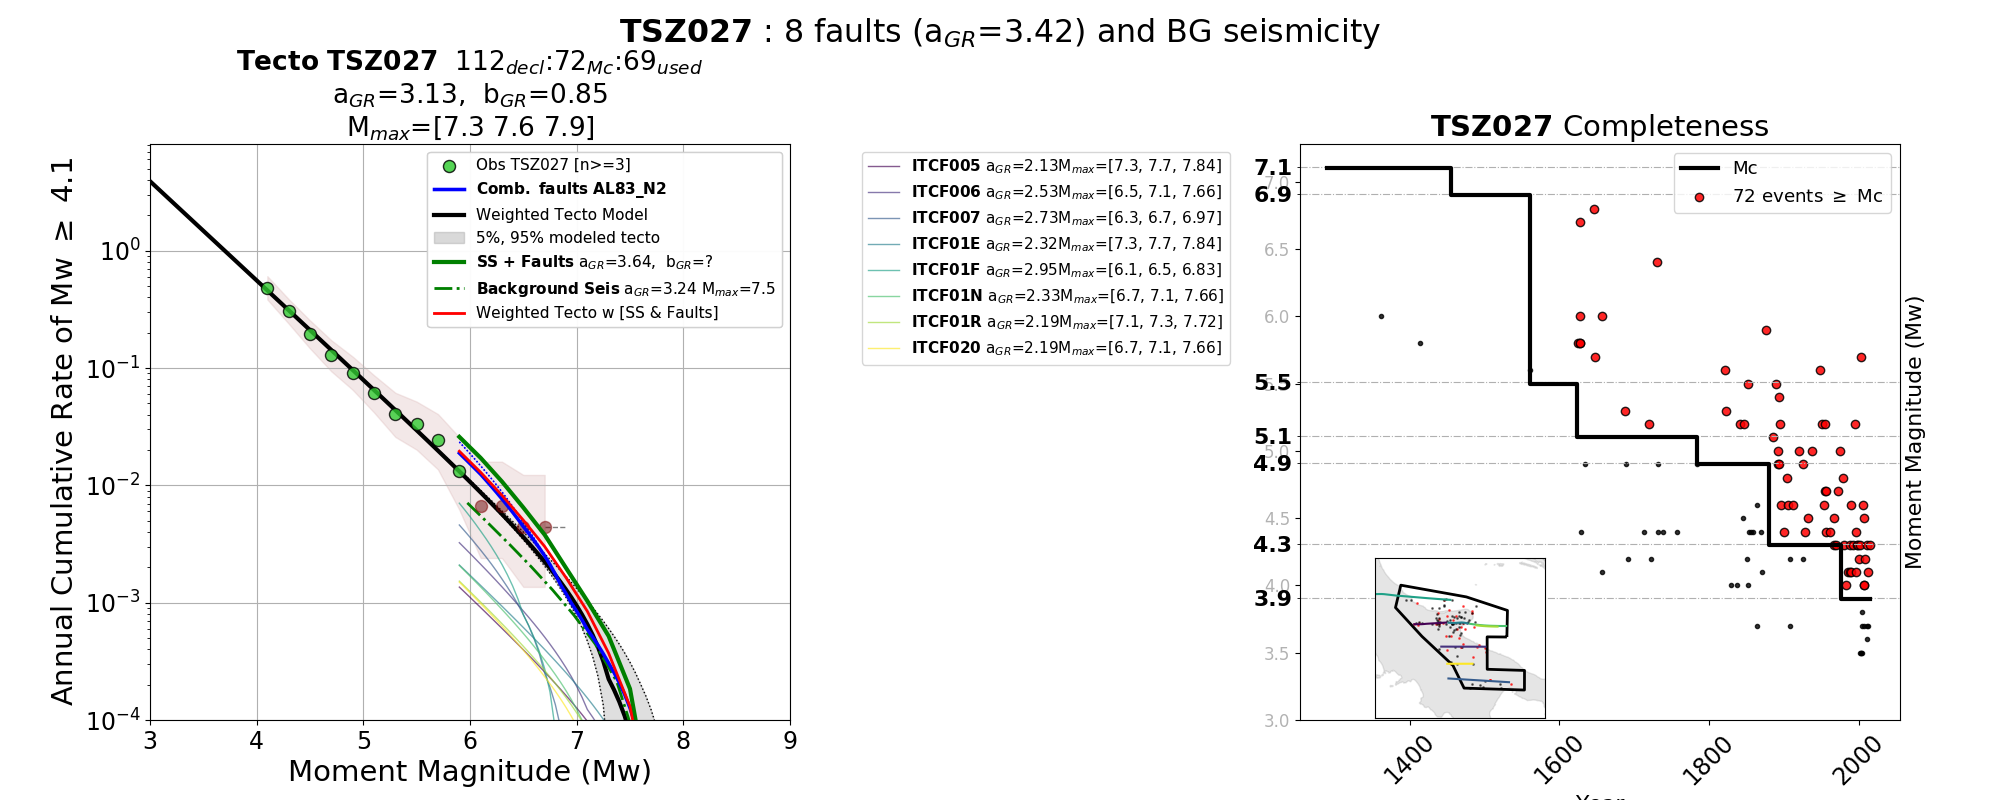 TSZ027 : 8 faults (aGR=3.42) and BG seismicity
Tecto TSZ027 112decl:72Mc:69used
aGR=3.13, bGR=0.85
Mmax=[7.3 7.6 7.9]
Annual Cumulative Rate of Mw ≥ 4.1
10^0
10^-1
10^-2
10^-3
10^-4
Obs TSZ027 [n>=3]
Comb. faults AL83_N2
Weighted Tecto Model
5%, 95% modeled tecto
SS + Faults aGR=3.64, bGR=?
Background Seis aGR=3.24 Mmax=7.5
Weighted Tecto w [SS & Faults]
3 4 5 6 7 8 9
Moment Magnitude (Mw)
ITCF005 aGR=2.13Mmax=[7.3, 7.7, 7.84]
ITCF006 aGR=2.53Mmax=[6.5, 7.1, 7.66]
ITCF007 aGR=2.73Mmax=[6.3, 6.7, 6.97]
ITCF01E aGR=2.32Mmax=[7.3, 7.7, 7.84]
ITCF01F aGR=2.95Mmax=[6.1, 6.5, 6.83]
ITCF01N aGR=2.33Mmax=[6.7, 7.1, 7.66]
ITCF01R aGR=2.19Mmax=[7.1, 7.3, 7.72]
ITCF020 aGR=2.19Mmax=[6.7, 7.1, 7.66]
TSZ027 Completeness
Mc
72 events ≥ Mc
7.1
7.0
6.9
6.5
6.0
5.5
5.1
5.0
4.9
4.5
4.3
4.0
3.9
3.5
3.0
Moment Magnitude (Mw)
1400 1600 1800 2000
Year